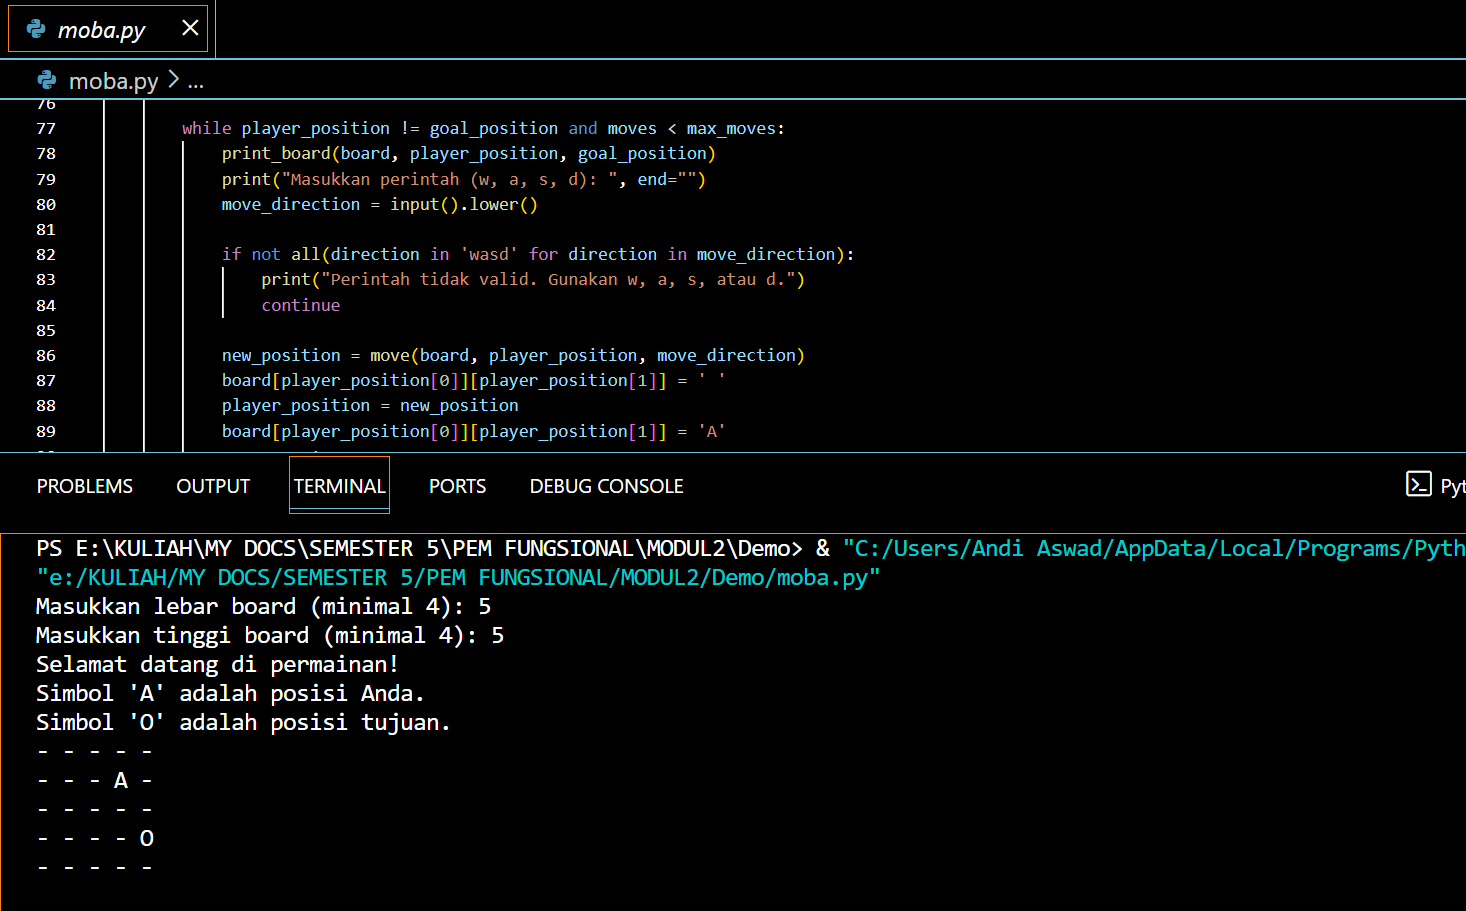 moba.py
moba.py > ...
76
77 while player_position != goal_position and moves < max_moves:
78 print_board(board, player_position, goal_position)
79 print("Masukkan perintah (w, a, s, d): ", end="")
80 move_direction = input().lower()
81
82 if not all(direction in 'wasd' for direction in move_direction):
83 print("Perintah tidak valid. Gunakan w, a, s, atau d.")
84 continue
85
86 new_position = move(board, player_position, move_direction)
87 board[player_position[0]][player_position[1]] = ' '
88 player_position = new_position
89 board[player_position[0]][player_position[1]] = 'A'
PROBLEMS OUTPUT TERMINAL PORTS DEBUG CONSOLE Pyt
PS E:\KULIAH\MY DOCS\SEMESTER 5\PEM FUNGSIONAL\MODUL2\Demo> & "C:/Users/Andi Aswad/AppData/Local/Programs/Pyth
"e:/KULIAH/MY DOCS/SEMESTER 5/PEM FUNGSIONAL/MODUL2/Demo/moba.py"
Masukkan lebar board (minimal 4): 5
Masukkan tinggi board (minimal 4): 5
Selamat datang di permainan!
Simbol 'A' adalah posisi Anda.
Simbol 'O' adalah posisi tujuan.
- - - - -
- - - A -
- - - - -
- - - - O
- - - - -